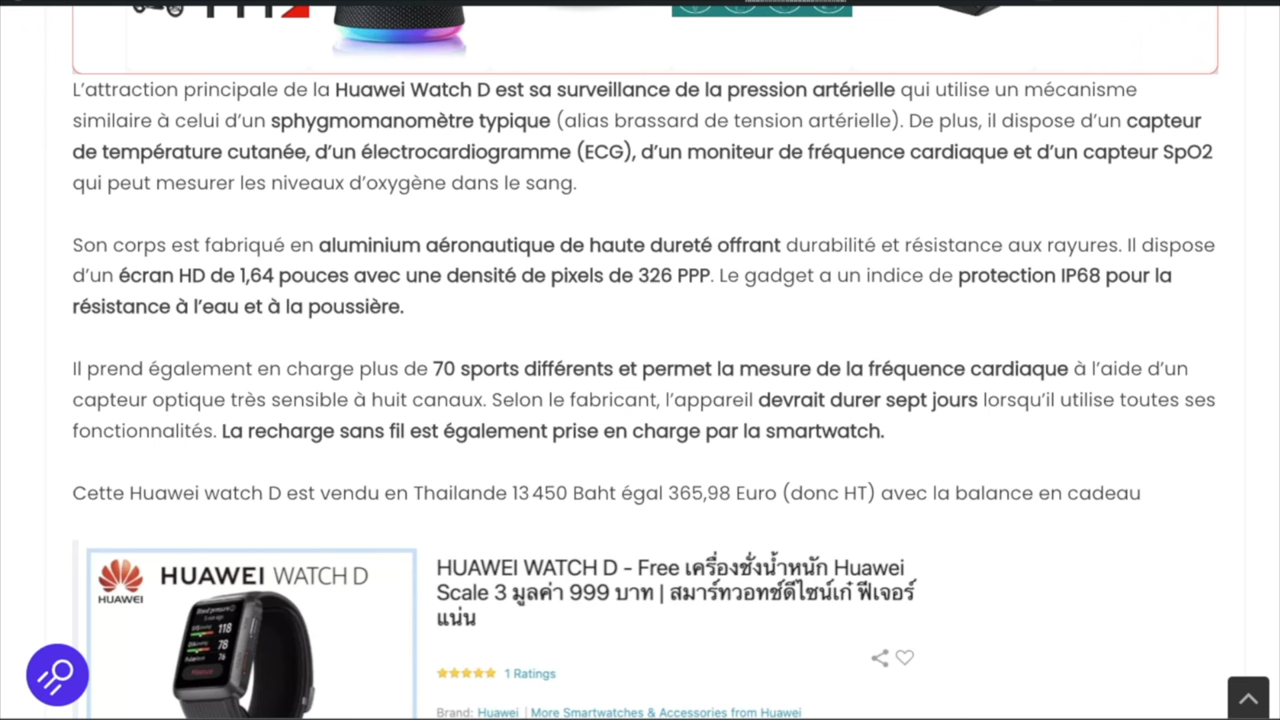 L’attraction principale de la Huawei Watch D est sa surveillance de la pression artérielle qui utilise un mécanisme
similaire à celui d’un sphygmomanomètre typique (alias brassard de tension artérielle). De plus, il dispose d’un capteur
de température cutanée, d’un électrocardiogramme (ECG), d’un moniteur de fréquence cardiaque et d’un capteur SpO2
qui peut mesurer les niveaux d’oxygène dans le sang.
Son corps est fabriqué en aluminium aéronautique de haute dureté offrant durabilité et résistance aux rayures. Il dispose
d’un écran HD de 1,64 pouces avec une densité de pixels de 326 PPP. Le gadget a un indice de protection IP68 pour la
résistance à l’eau et à la poussière.
Il prend également en charge plus de 70 sports différents et permet la mesure de la fréquence cardiaque à l’aide d’un
capteur optique très sensible à huit canaux. Selon le fabricant, l’appareil devrait durer sept jours lorsqu’il utilise toutes ses
fonctionnalités. La recharge sans fil est également prise en charge par la smartwatch.
Cette Huawei watch D est vendu en Thailande 13 450 Baht égal 365,98 Euro (donc HT) avec la balance en cadeau
HUAWEI
HUAWEI WATCH D
Blood pressure
118
78
76
HUAWEI WATCH D - Free เครื่องชั่งน้ำหนัก Huawei
Scale 3 มูลค่า 999 บาท | สมาร์ทวอทช์ดีไซน์เก๋ ฟีเจอร์
แน่น
1 Ratings
Brand: Huawei | More Smartwatches & Accessories from Huawei